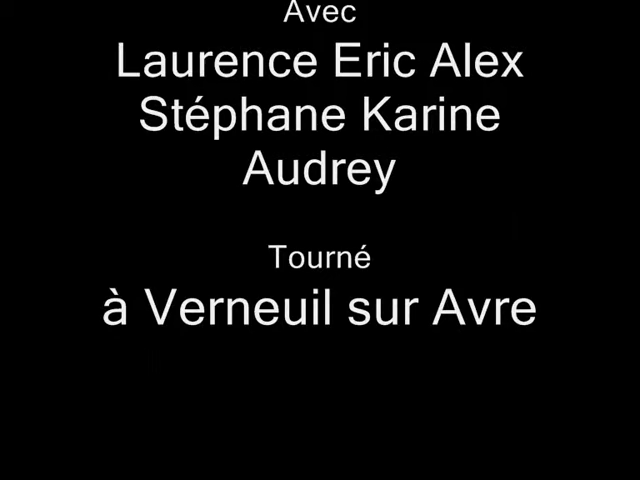 Avec
Laurence Eric Alex
Stéphane Karine
Audrey
Tourné
à Verneuil sur Avre